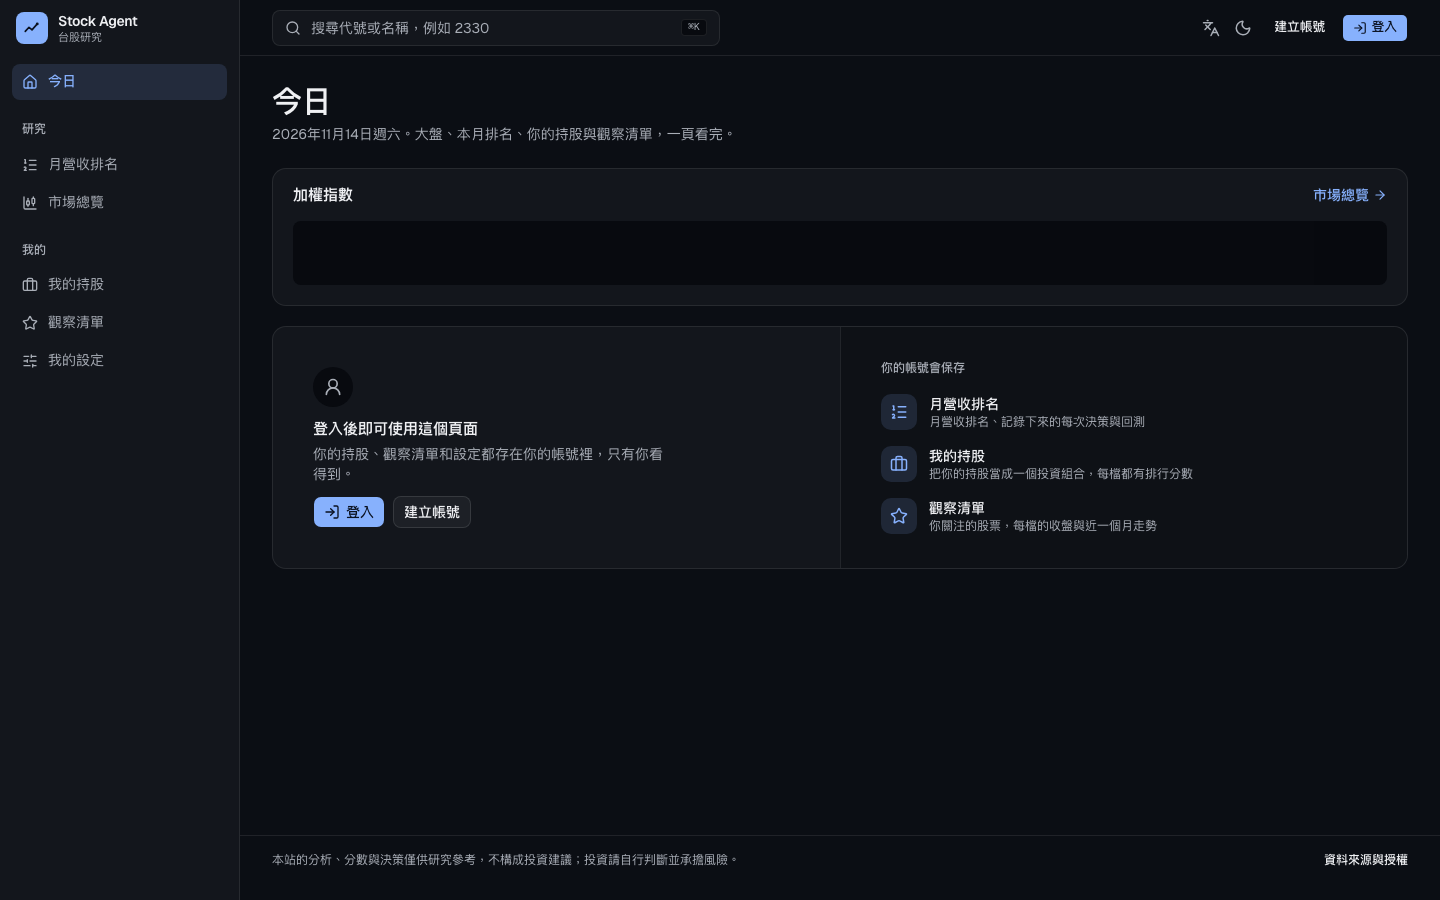 Stock Agent
台股研究
今日
研究
月營收排名
市場總覽
我的
我的持股
觀察清單
我的設定
搜尋代號或名稱，例如 2330
⌘K
建立帳號
登入
今日
2026年11月14日週六。大盤、本月排名、你的持股與觀察清單，一頁看完。
加權指數
市場總覽
登入後即可使用這個頁面
你的持股、觀察清單和設定都存在你的帳號裡，只有你看
得到。
登入
建立帳號
你的帳號會保存
月營收排名
月營收排名、記錄下來的每次決策與回測
我的持股
把你的持股當成一個投資組合，每檔都有排行分數
觀察清單
你關注的股票，每檔的收盤與近一個月走勢
本站的分析、分數與決策僅供研究參考，不構成投資建議；投資請自行判斷並承擔風險。
資料來源與授權